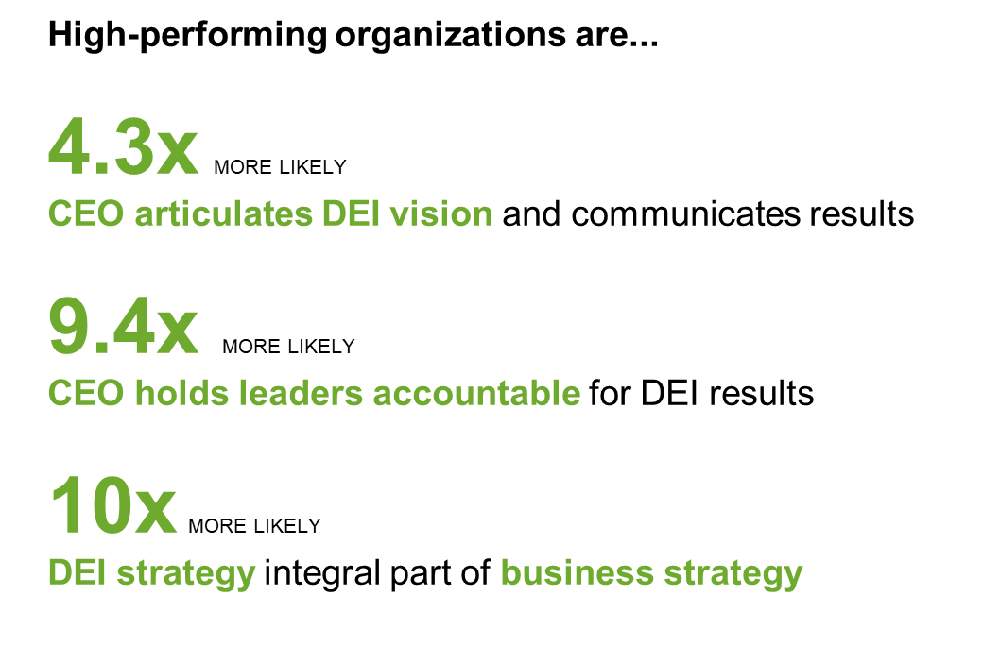 High-performing organizations are...
4.3x MORE LIKELY
CEO articulates DEI vision and communicates results
9.4x MORE LIKELY
CEO holds leaders accountable for DEI results
10x MORE LIKELY
DEI strategy integral part of business strategy